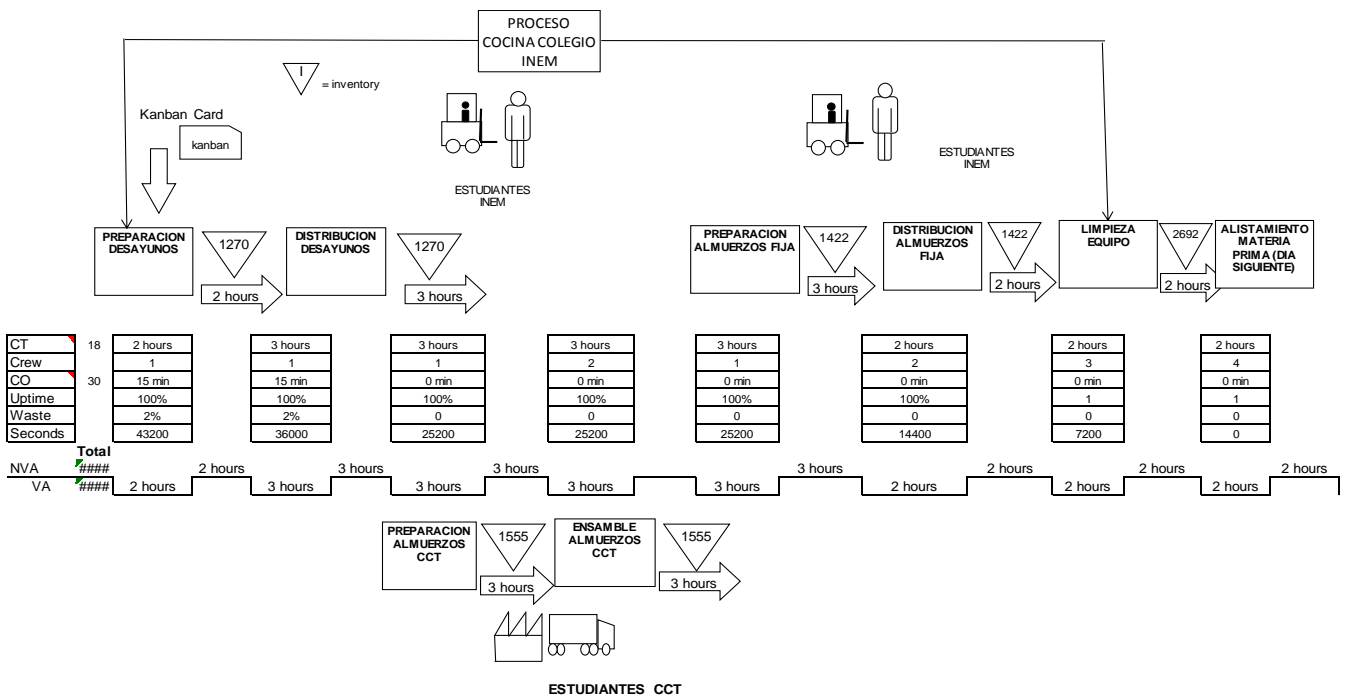 PROCESO
COCINA COLEGIO
INEM
I
= inventory
Kanban Card
kanban
ESTUDIANTES
INEM
ESTUDIANTES
INEM
PREPARACION
DESAYUNOS
1270
2 hours
DISTRIBUCION
DESAYUNOS
1270
3 hours
PREPARACION
ALMUERZOS FIJA
1422
3 hours
DISTRIBUCION
ALMUERZOS
FIJA
1422
2 hours
LIMPIEZA
EQUIPO
2692
2 hours
ALISTAMIENTO
MATERIA
PRIMA (DIA
SIGUIENTE)
CT 18 2 hours 3 hours 3 hours 3 hours 3 hours 2 hours 2 hours 2 hours
Crew 1 1 1 2 1 2 3 4
CO 30 15 min 15 min 0 min 0 min 0 min 0 min 0 min 0 min
Uptime 100% 100% 100% 100% 100% 100% 1 1
Waste 2% 2% 0 0 0 0 0 0
Seconds 43200 36000 25200 25200 25200 14400 7200 0
Total
NVA #### 2 hours 3 hours 3 hours 3 hours 2 hours 2 hours 2 hours
VA #### 2 hours 3 hours 3 hours 3 hours 3 hours 2 hours 2 hours 2 hours
PREPARACION
ALMUERZOS
CCT
1555
3 hours
ENSAMBLE
ALMUERZOS
CCT
1555
3 hours
ESTUDIANTES CCT